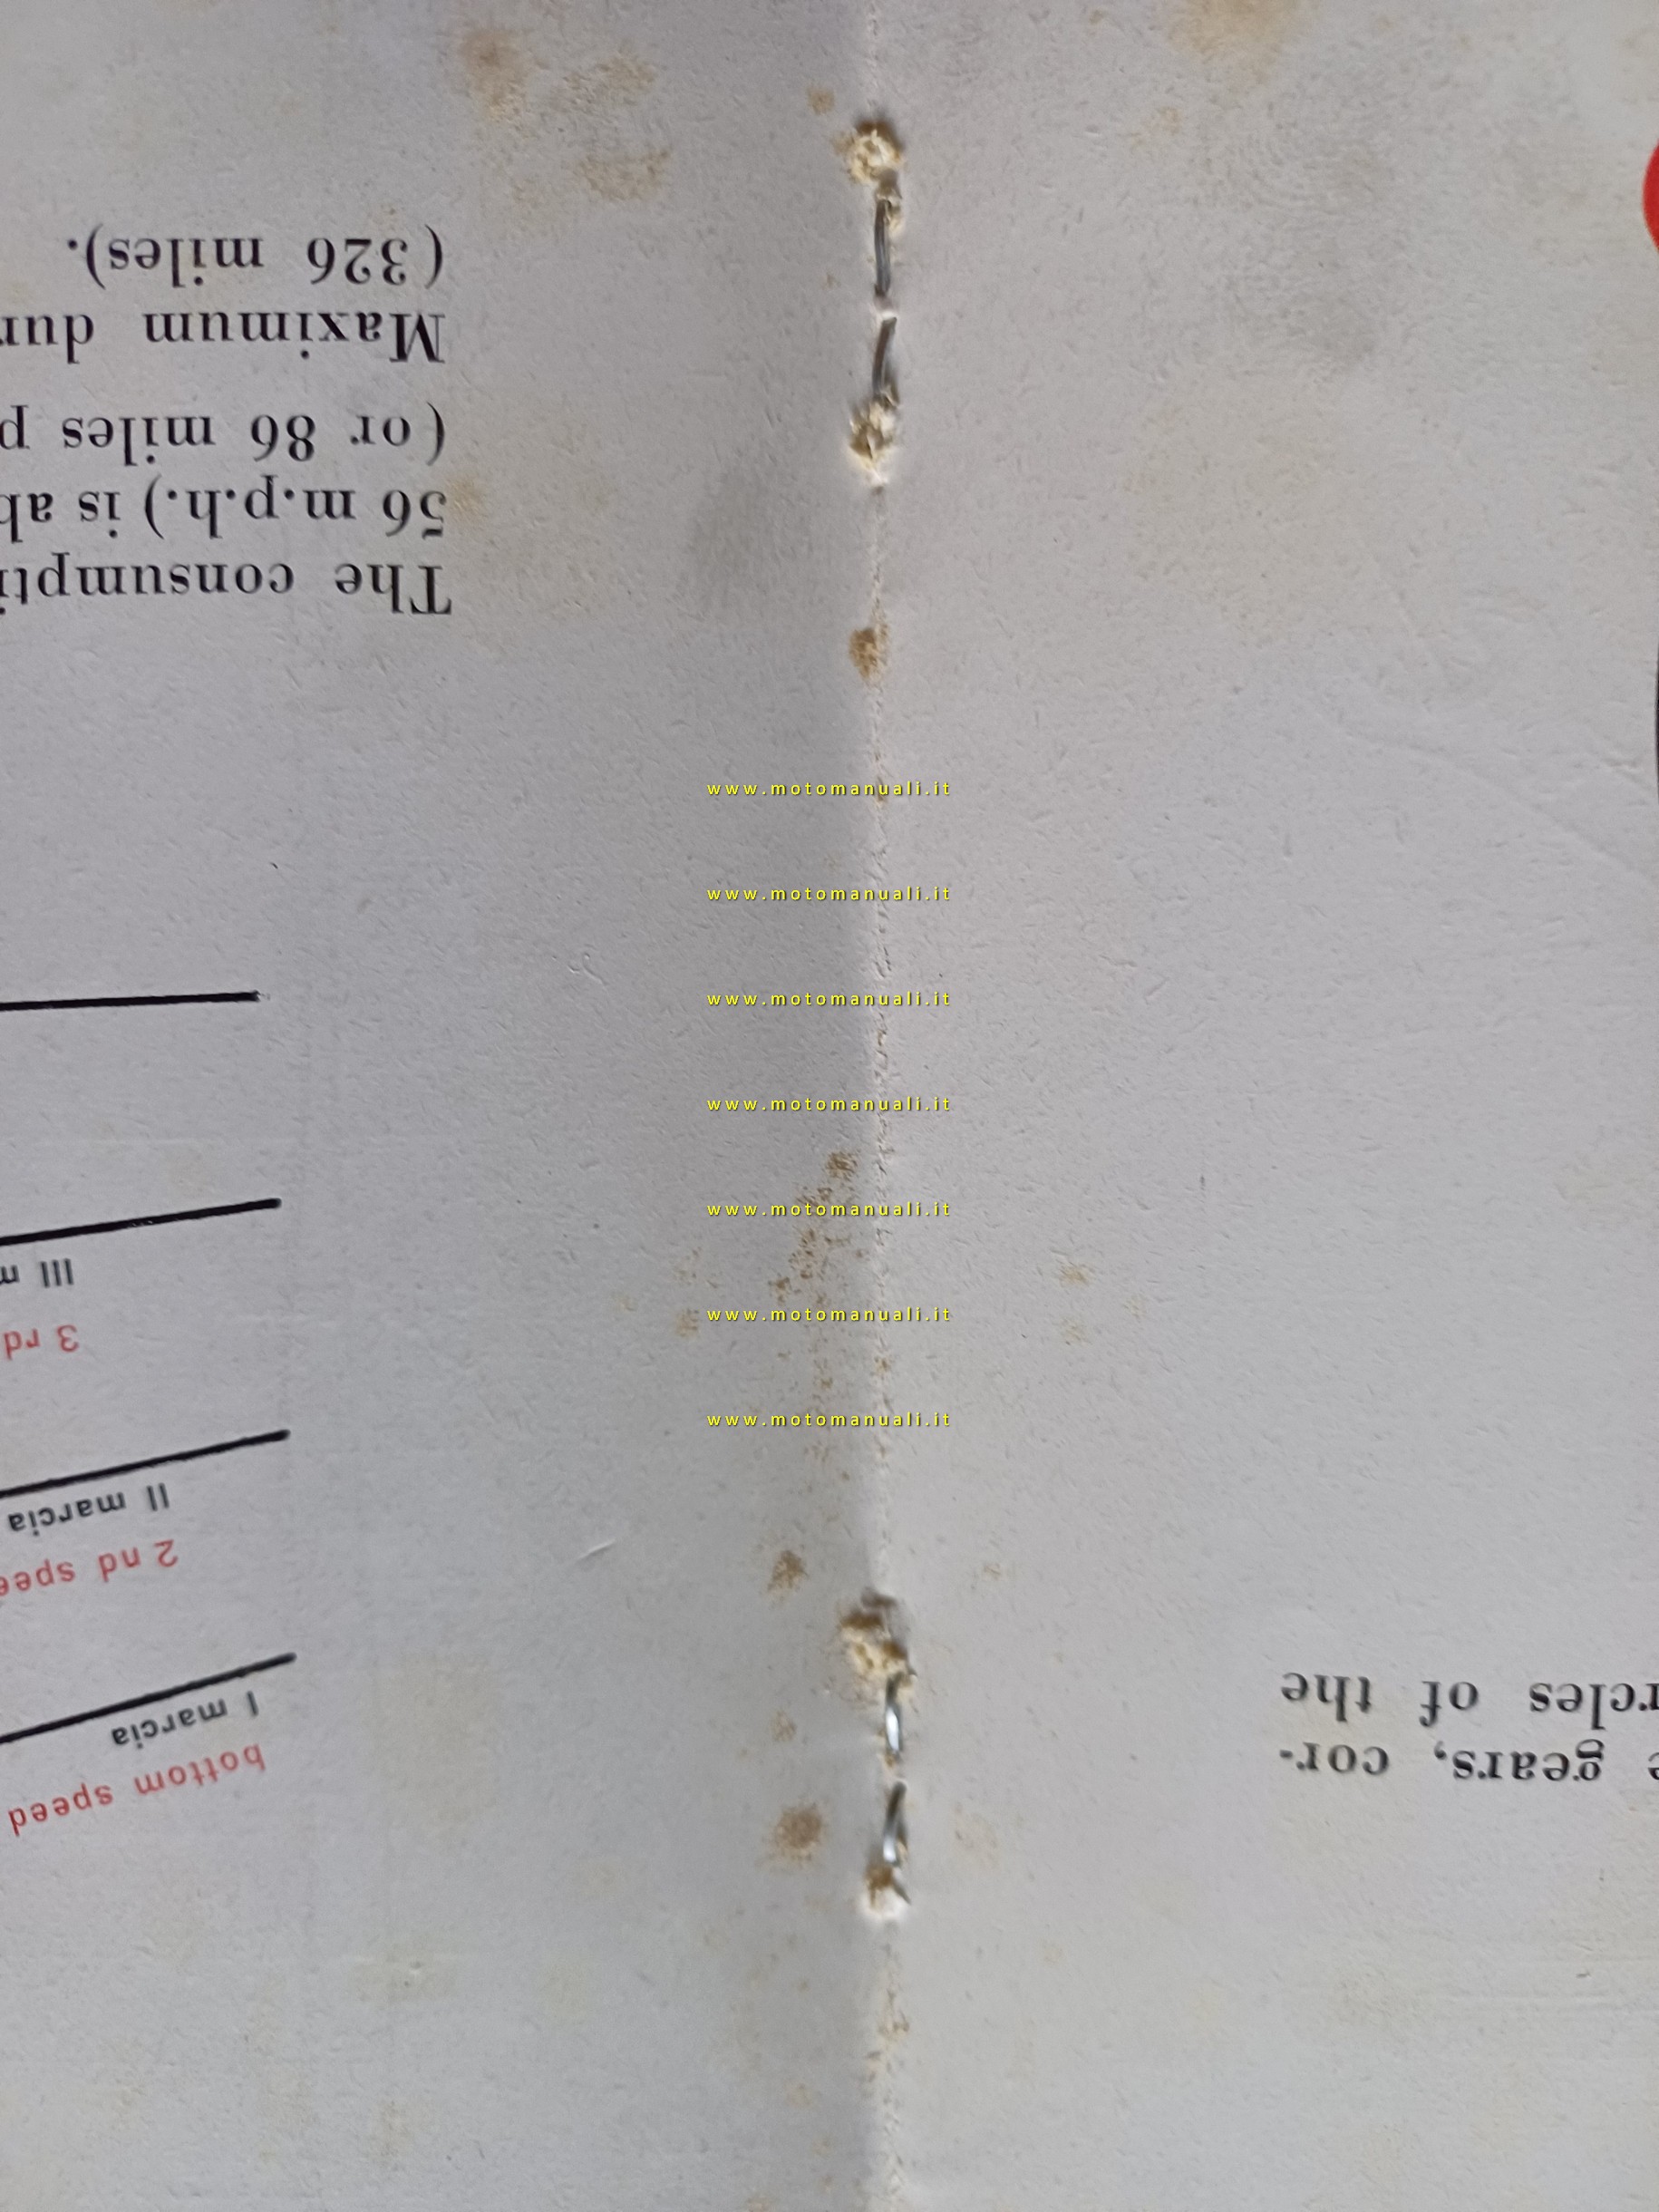 e gears, cor-
rcles of the
bottom speed
I marcia
2 nd spee
II marcia
3 rd
III m
The consumpti
56 m.p.h.) is ab
(or 86 miles p
Maximum dur
(326 miles).
www.motomanuali.it
www.motomanuali.it
www.motomanuali.it
www.motomanuali.it
www.motomanuali.it
www.motomanuali.it
www.motomanuali.it